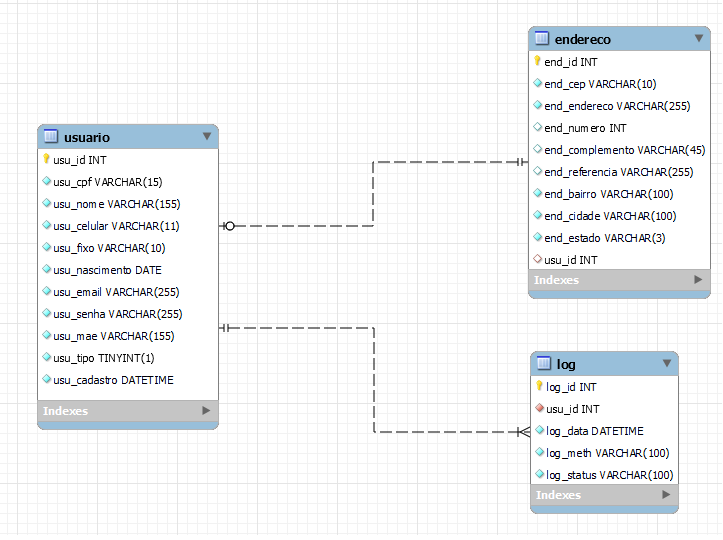 usuario
usu_id INT
usu_cpf VARCHAR(15)
usu_nome VARCHAR(155)
usu_celular VARCHAR(11)
usu_fixo VARCHAR(10)
usu_nascimento DATE
usu_email VARCHAR(255)
usu_senha VARCHAR(255)
usu_mae VARCHAR(155)
usu_tipo TINYINT(1)
usu_cadastro DATETIME
Indexes
endereco
end_id INT
end_cep VARCHAR(10)
end_endereco VARCHAR(255)
end_numero INT
end_complemento VARCHAR(45)
end_referencia VARCHAR(255)
end_bairro VARCHAR(100)
end_cidade VARCHAR(100)
end_estado VARCHAR(3)
usu_id INT
Indexes
log
log_id INT
usu_id INT
log_data DATETIME
log_meth VARCHAR(100)
log_status VARCHAR(100)
Indexes